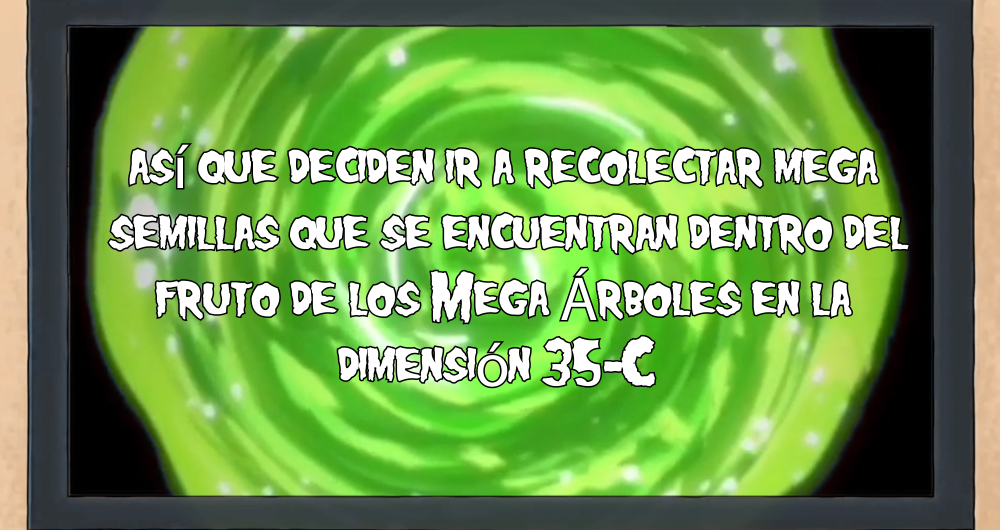 así que deciden ir a recolectar mega
semillas que se encuentran dentro del
fruto de los Mega Árboles en la
dimensión 35-C